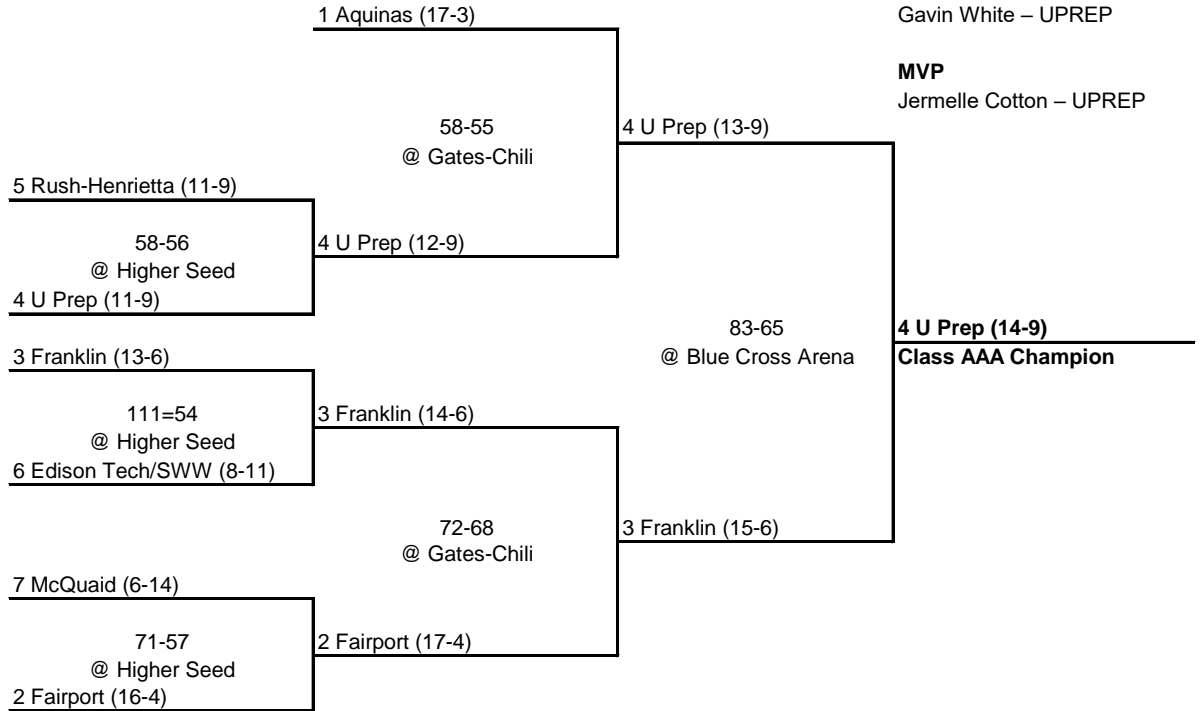 1 Aquinas (17-3)
Gavin White – UPREP
MVP
Jermelle Cotton – UPREP
58-55
@ Gates-Chili
4 U Prep (13-9)
5 Rush-Henrietta (11-9)
58-56
@ Higher Seed
4 U Prep (12-9)
4 U Prep (11-9)
83-65
@ Blue Cross Arena
4 U Prep (14-9)
Class AAA Champion
3 Franklin (13-6)
111=54
@ Higher Seed
3 Franklin (14-6)
6 Edison Tech/SWW (8-11)
72-68
@ Gates-Chili
3 Franklin (15-6)
7 McQuaid (6-14)
71-57
@ Higher Seed
2 Fairport (17-4)
2 Fairport (16-4)